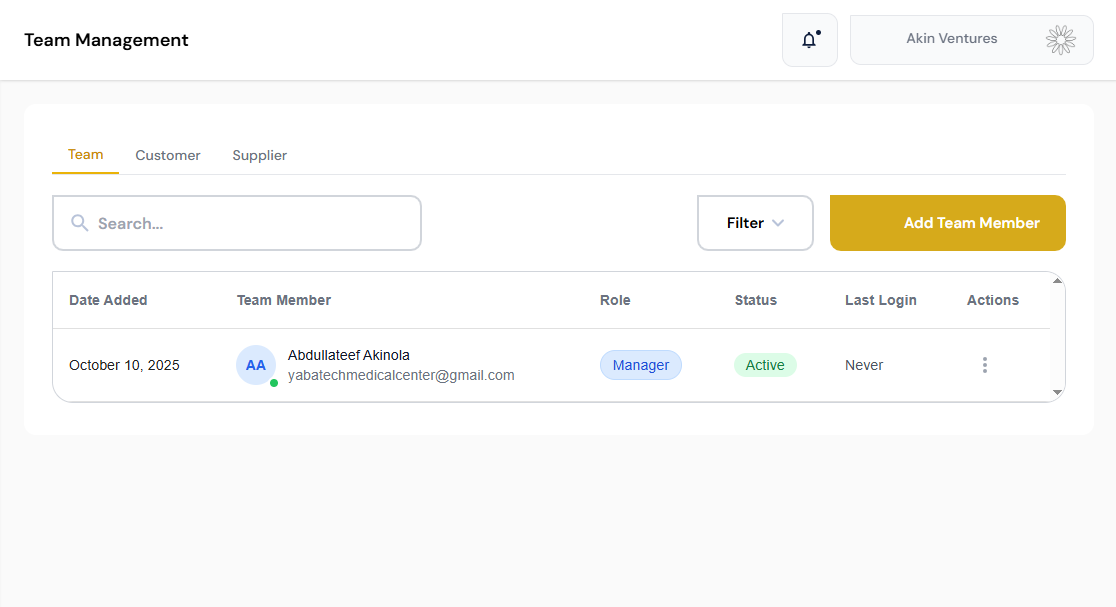 Team Management
Akin Ventures
Team Customer Supplier
Search...
Filter
Add Team Member
Date Added Team Member Role Status Last Login Actions
October 10, 2025 AA Abdullateef Akinola Manager Active Never
yabatechmedicalcenter@gmail.com